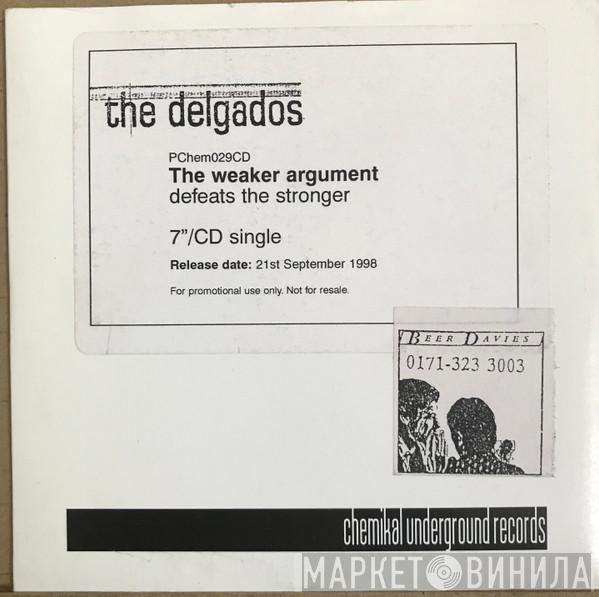 the delgados
PChem029CD
The weaker argument
defeats the stronger
7"/CD single
Release date: 21st September 1998
For promotional use only. Not for resale.
BEER DAVIES
0171-323 3003
chemikal underground records
МАРКЕТ ВИНИЛА